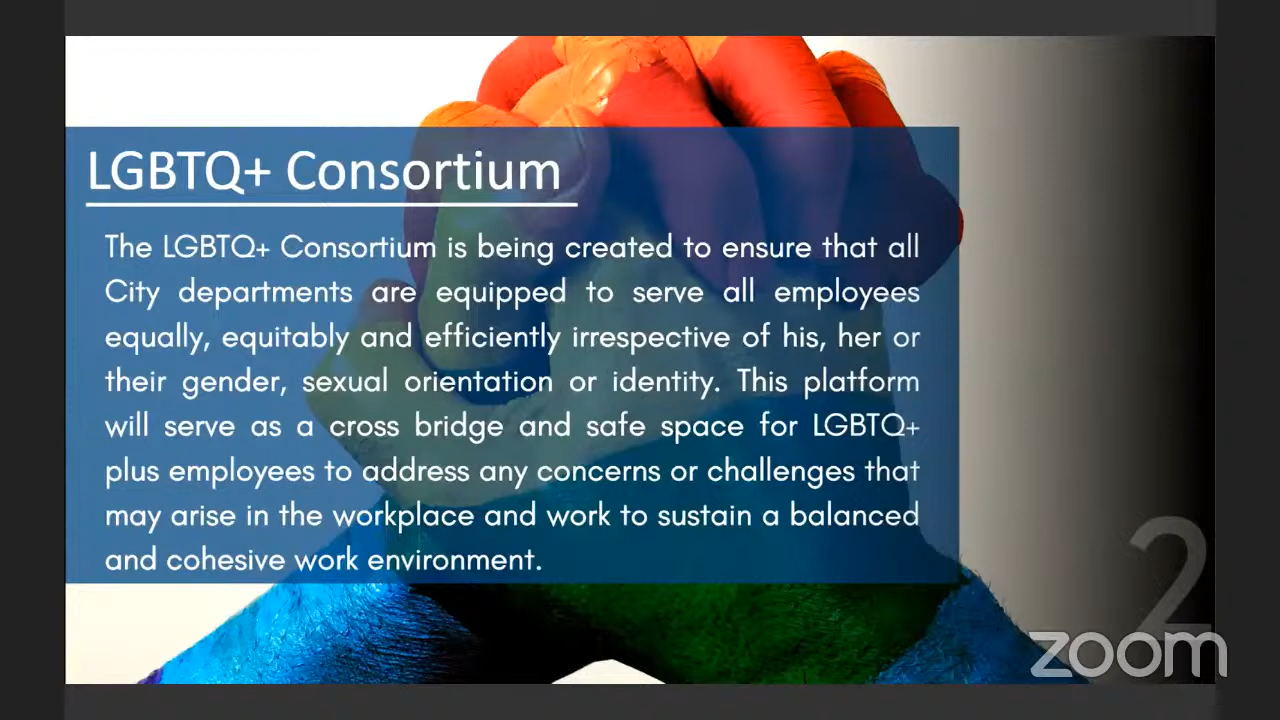 LGBTQ+ Consortium
The LGBTQ+ Consortium is being created to ensure that all
City departments are equipped to serve all employees
equally, equitably and efficiently irrespective of his, her or
their gender, sexual orientation or identity. This platform
will serve as a cross bridge and safe space for LGBTQ+
plus employees to address any concerns or challenges that
may arise in the workplace and work to sustain a balanced
and cohesive work environment.
2
zoom